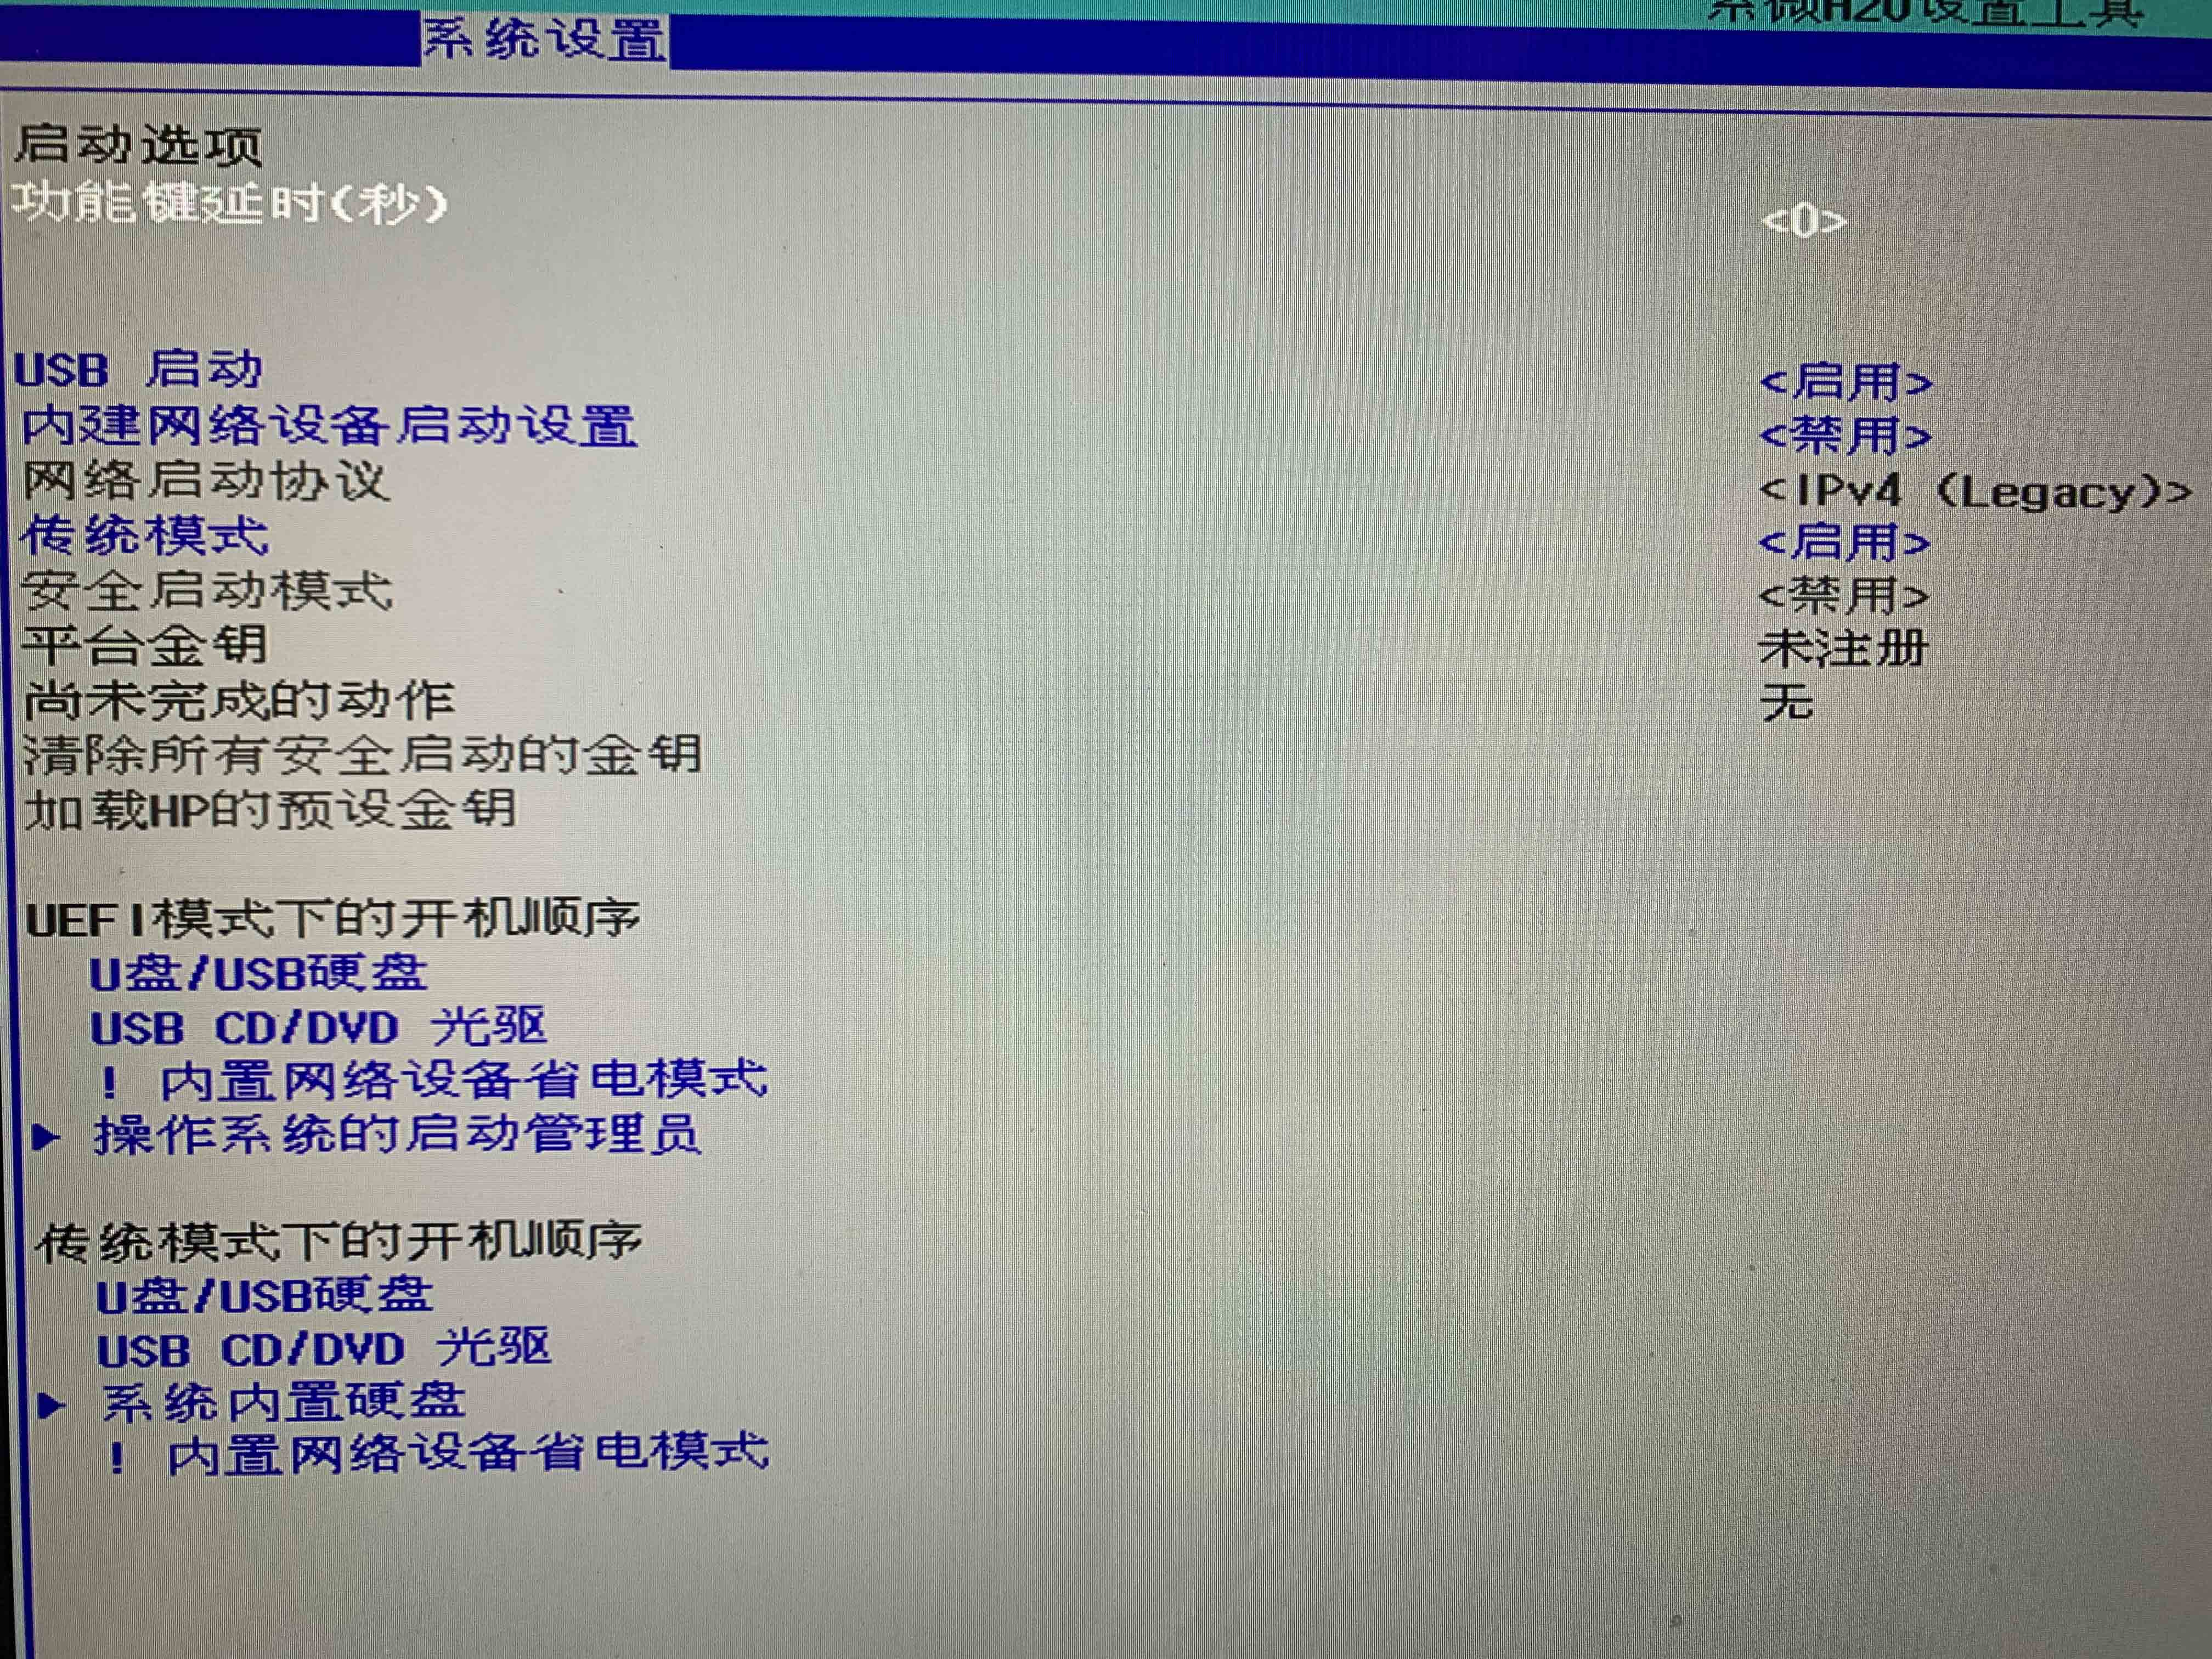 系微H2O设置工具
系统设置
启动选项
功能键延时(秒) <0>
USB 启动 <启用>
内建网络设备启动设置 <禁用>
网络启动协议 <IPv4 (Legacy)>
传统模式 <启用>
安全启动模式 <禁用>
平台金钥 未注册
尚未完成的动作 无
清除所有安全启动的金钥
加载HP的预设金钥
UEFI模式下的开机顺序
U盘/USB硬盘
USB CD/DVD 光驱
! 内置网络设备省电模式
▶ 操作系统的启动管理员
传统模式下的开机顺序
U盘/USB硬盘
USB CD/DVD 光驱
▶ 系统内置硬盘
! 内置网络设备省电模式